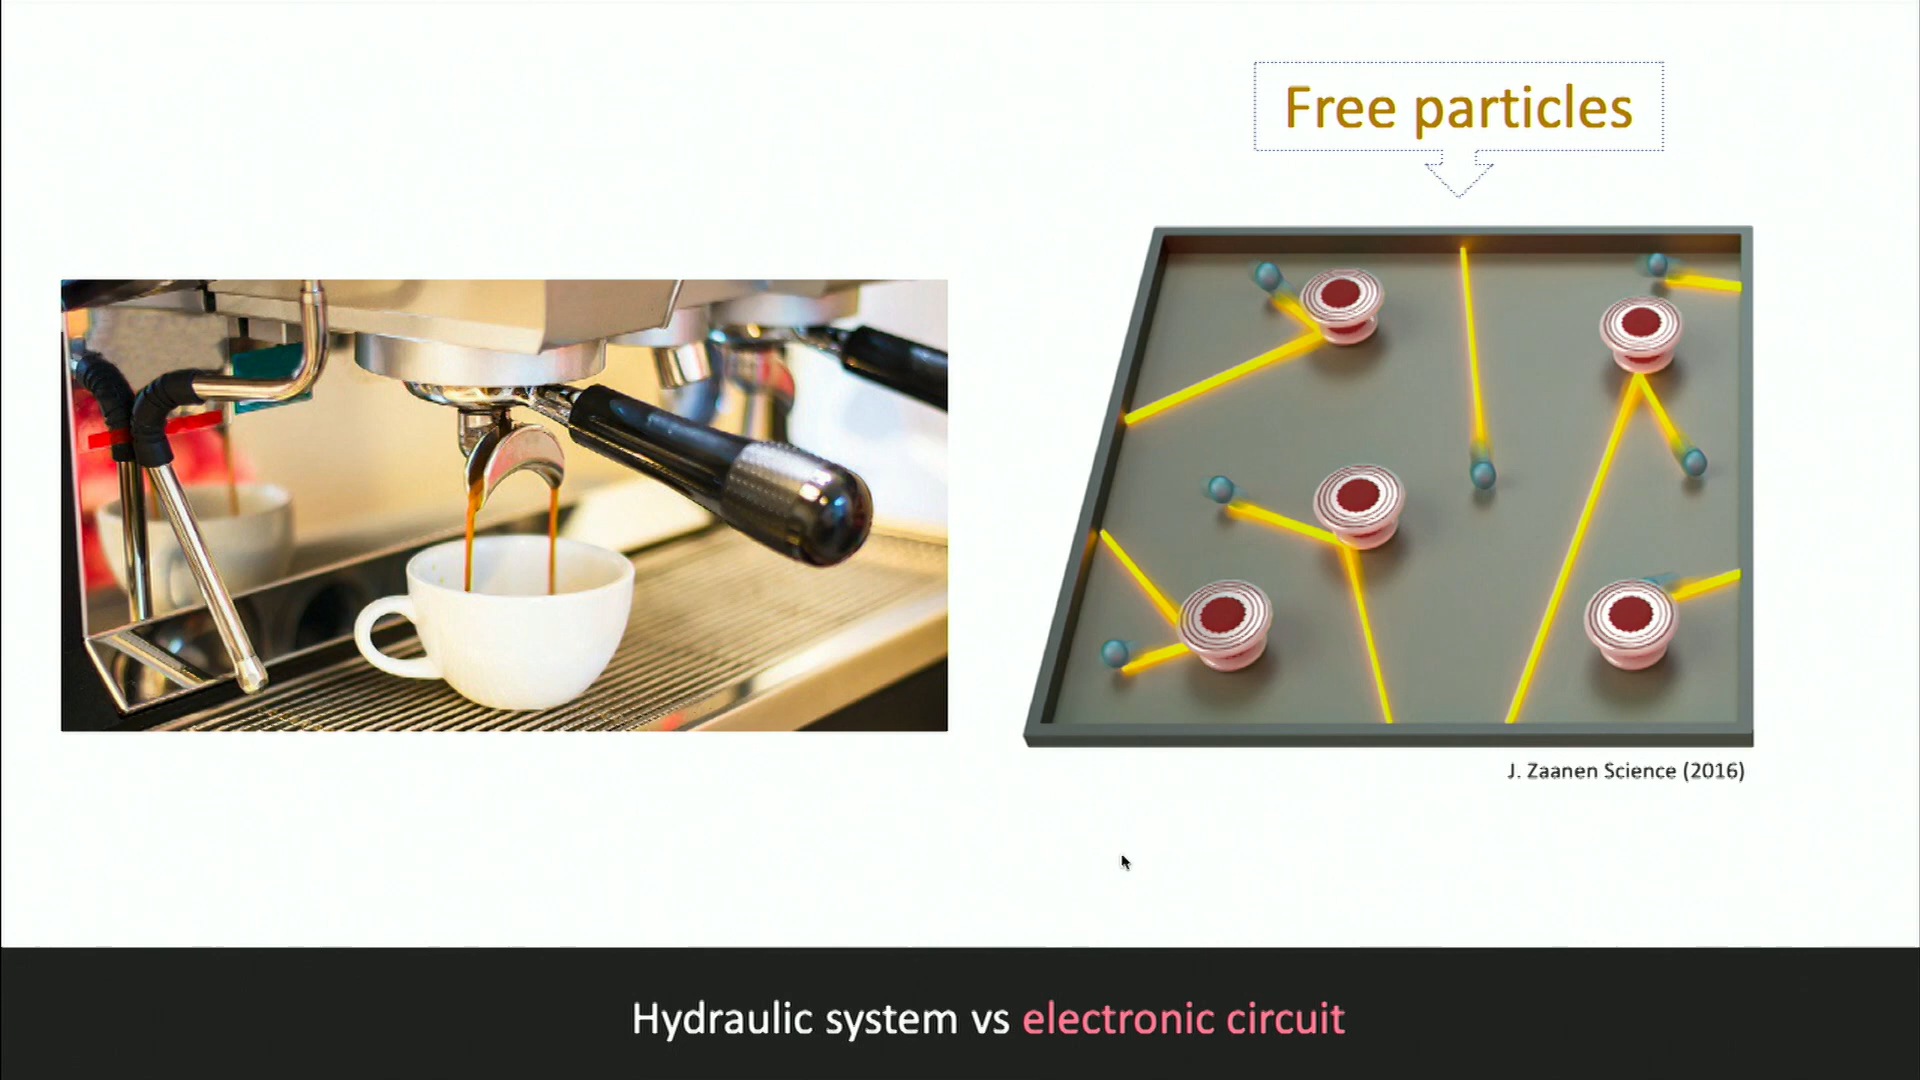 Free particles
J. Zaanen Science (2016)
Hydraulic system vs electronic circuit